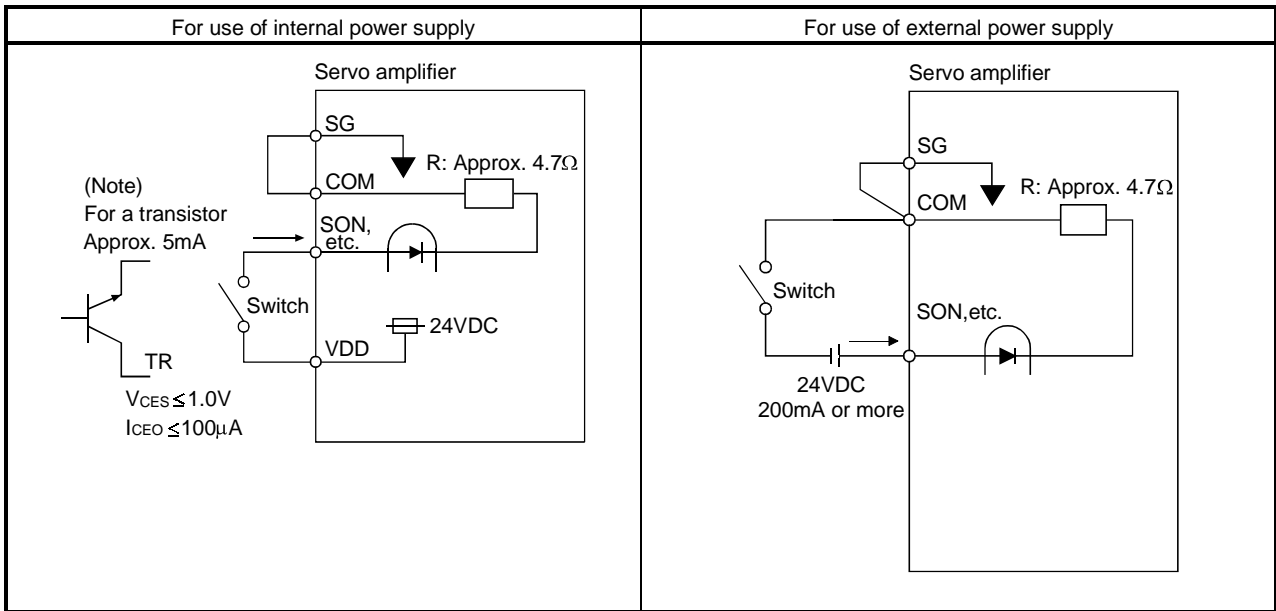 For use of internal power supply
For use of external power supply
Servo amplifier
SG
R: Approx. 4.7Ω
COM
(Note)
For a transistor
Approx. 5mA
SON,
etc.
Switch
24VDC
VDD
TR
VCES ≤1.0V
ICEO ≤100μA
Servo amplifier
SG
R: Approx. 4.7Ω
COM
Switch
SON,etc.
24VDC
200mA or more